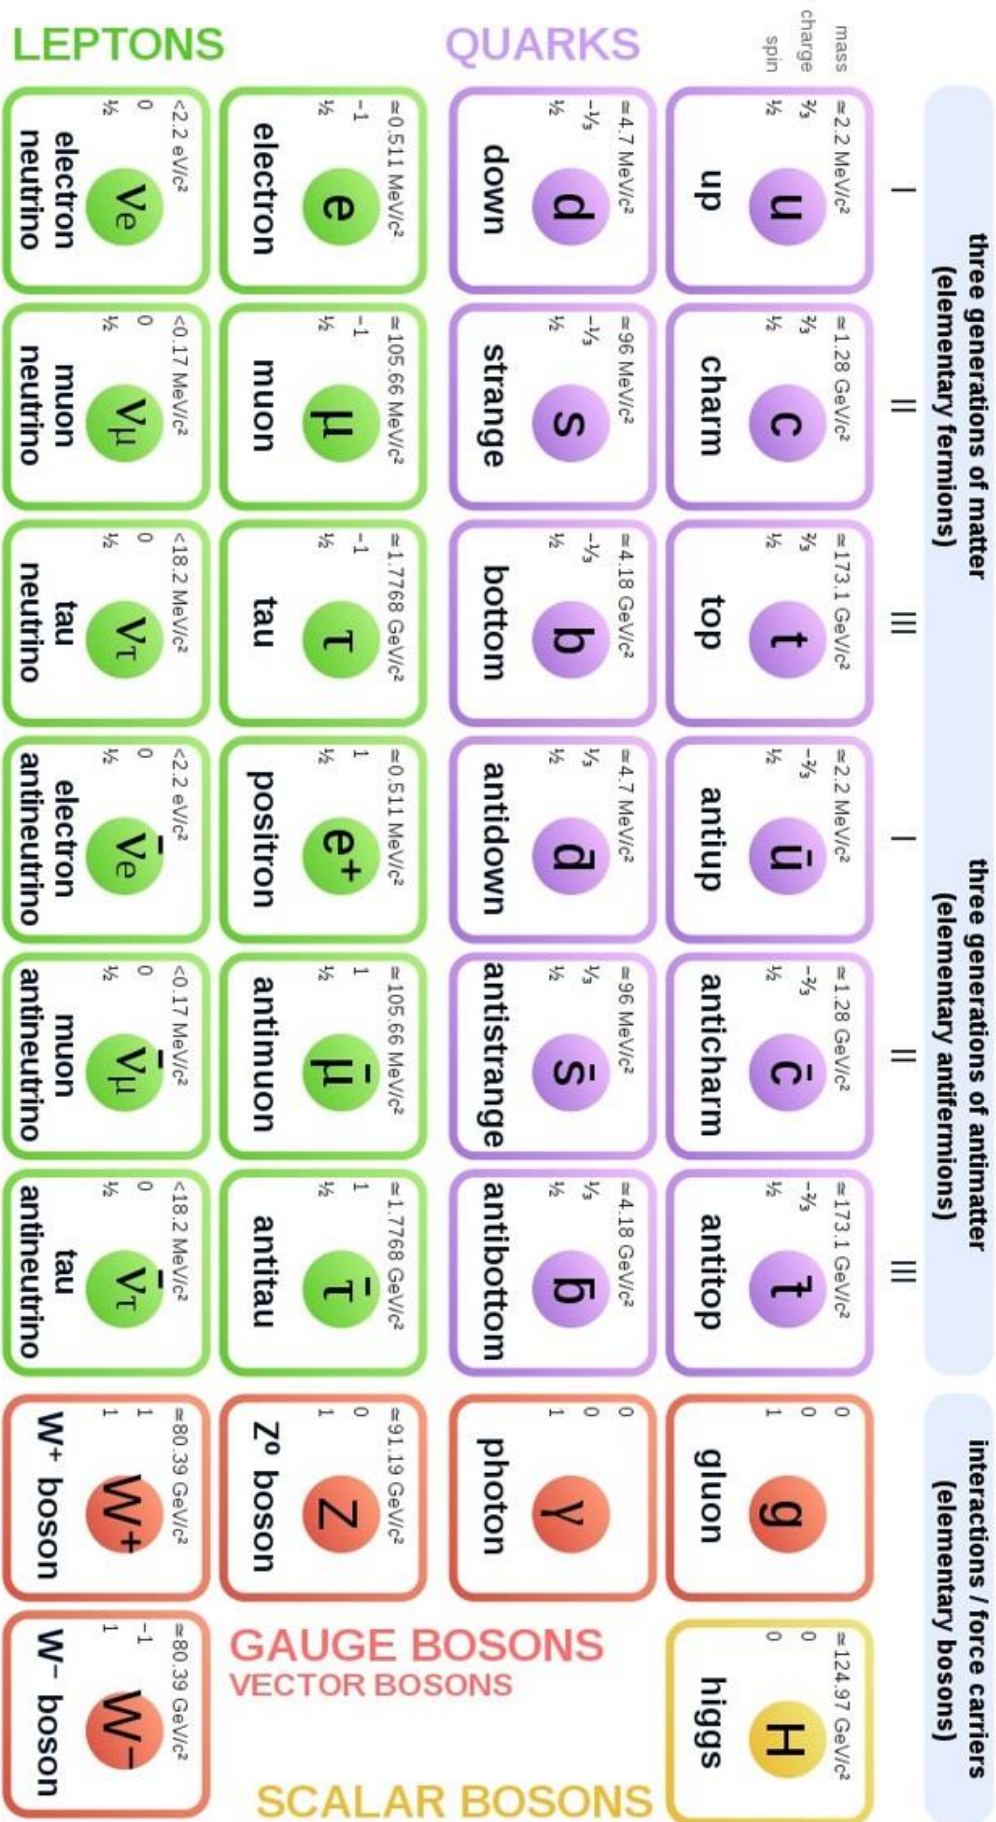 three generations of matter
(elementary fermions)
three generations of antimatter
(elementary antifermions)
interactions / force carriers
(elementary bosons)
I
II
III
I
II
III
mass
charge
spin
≃2.2 MeV/c²
⅔
½
u
up
≃1.28 GeV/c²
⅔
½
c
charm
≃173.1 GeV/c²
⅔
½
t
top
≃2.2 MeV/c²
−⅔
½
ū
antiup
≃1.28 GeV/c²
−⅔
½
c̄
anticharm
≃173.1 GeV/c²
−⅔
½
t̄
antitop
0
0
1
g
gluon
≃124.97 GeV/c²
0
0
H
higgs
QUARKS
≃4.7 MeV/c²
−⅓
½
d
down
≃96 MeV/c²
−⅓
½
s
strange
≃4.18 GeV/c²
−⅓
½
b
bottom
≃4.7 MeV/c²
⅓
½
d̄
antidown
≃96 MeV/c²
⅓
½
s̄
antistrange
≃4.18 GeV/c²
⅓
½
b̄
antibottom
0
0
1
γ
photon
SCALAR BOSONS
≃0.511 MeV/c²
−1
½
e
electron
≃105.66 MeV/c²
−1
½
μ
muon
≃1.7768 GeV/c²
−1
½
τ
tau
≃0.511 MeV/c²
1
½
e⁺
positron
≃105.66 MeV/c²
1
½
μ̄
antimuon
≃1.7768 GeV/c²
1
½
τ̄
antitau
≃91.19 GeV/c²
0
1
Z
Z⁰ boson
GAUGE BOSONS
VECTOR BOSONS
LEPTONS
<2.2 eV/c²
0
½
νe
electron
neutrino
<0.17 MeV/c²
0
½
νμ
muon
neutrino
<18.2 MeV/c²
0
½
ντ
tau
neutrino
<2.2 eV/c²
0
½
ν̄e
electron
antineutrino
<0.17 MeV/c²
0
½
ν̄μ
muon
antineutrino
<18.2 MeV/c²
0
½
ν̄τ
tau
antineutrino
≃80.39 GeV/c²
1
1
W⁺
W⁺ boson
≃80.39 GeV/c²
−1
1
W⁻
W⁻ boson